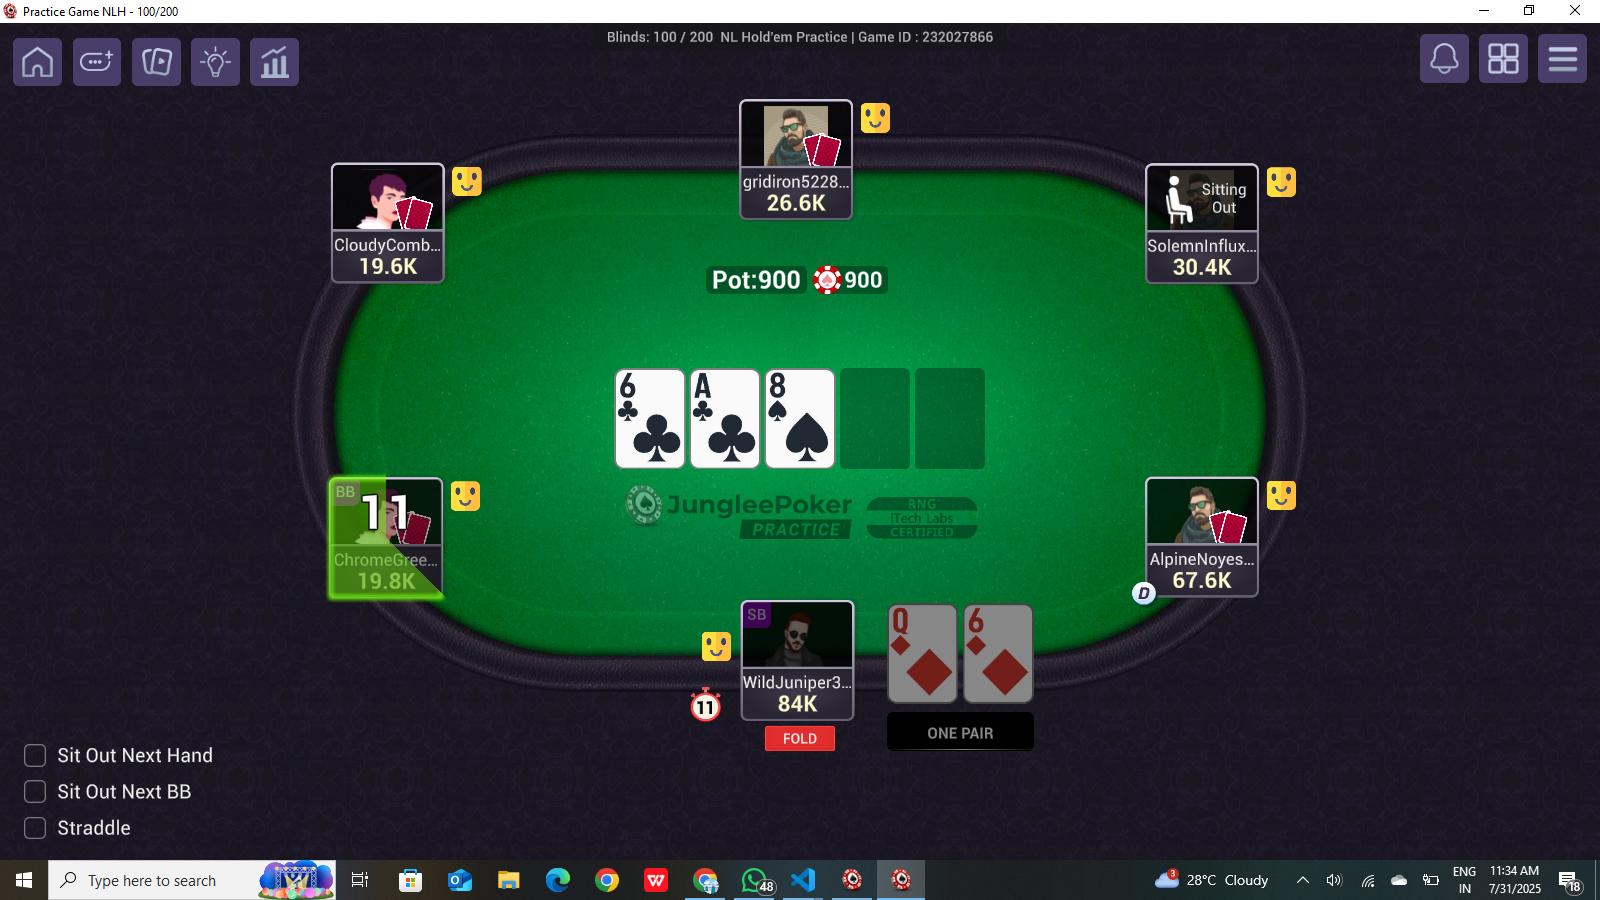 Practice Game NLH - 100/200
Blinds: 100 / 200 NL Hold'em Practice | Game ID : 232027866
gridiron5228...
26.6K
CloudyComb...
19.6K
Sitting
Out
SolemnInflux...
30.4K
Pot:900 900
6
A
8
JungleePoker
PRACTICE
RNG
iTech Labs
CERTIFIED
BB
11
ChromeGree...
19.8K
AlpineNoyes...
67.6K
D
SB
WildJuniper3...
84K
11
FOLD
Q
6
ONE PAIR
Sit Out Next Hand
Sit Out Next BB
Straddle
Type here to search
W
48
3
28°C Cloudy
ENG
IN
11:34 AM
7/31/2025
18